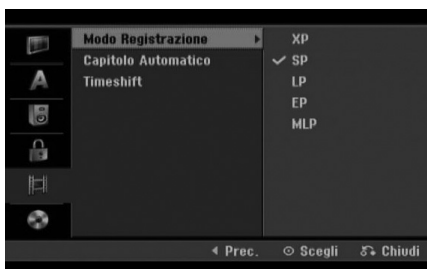 Modo Registrazione XP
Capitolo Automatico SP
Timeshift LP
EP
MLP
A
Prec. Scegli Chiudi